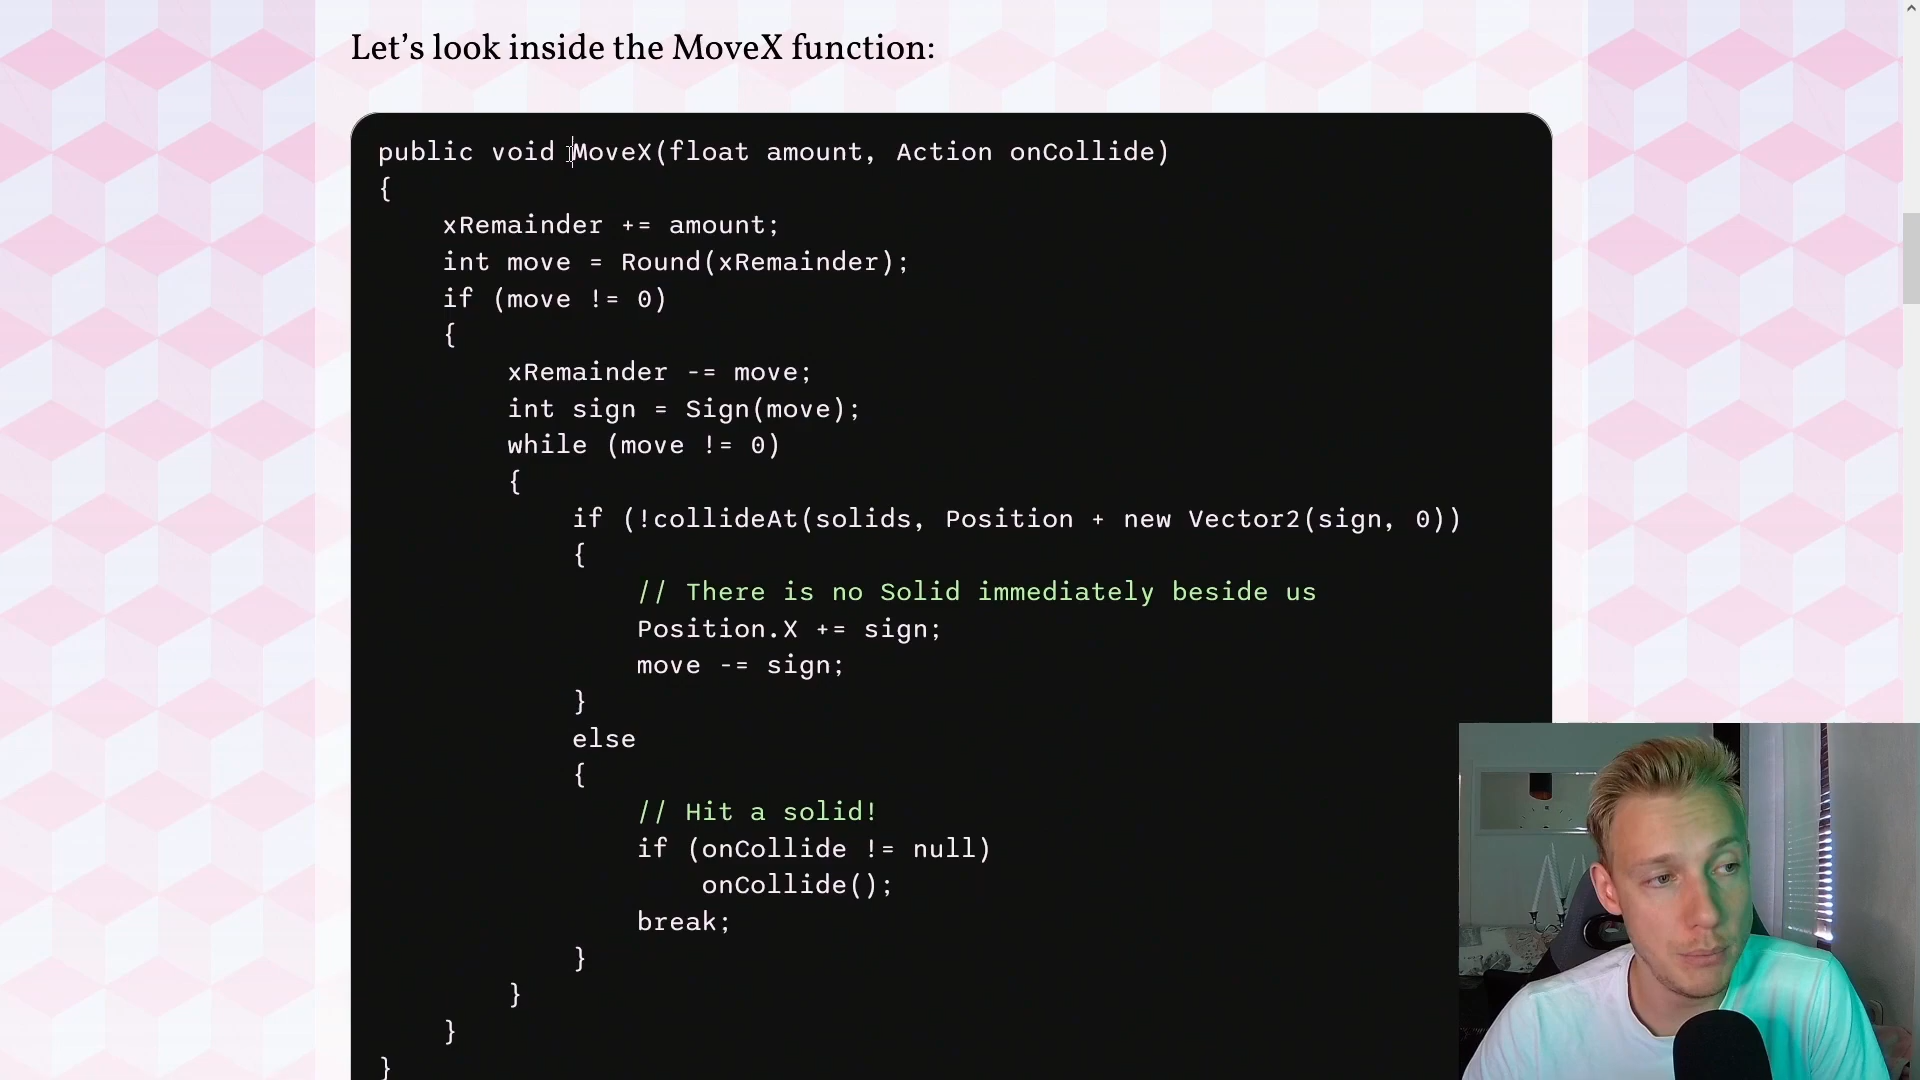 Let’s look inside the MoveX function:
public void MoveX(float amount, Action onCollide)
{
xRemainder += amount;
int move = Round(xRemainder);
if (move != 0)
{
xRemainder -= move;
int sign = Sign(move);
while (move != 0)
{
if (!collideAt(solids, Position + new Vector2(sign, 0))
{
// There is no Solid immediately beside us
Position.X += sign;
move -= sign;
}
else
{
// Hit a solid!
if (onCollide != null)
onCollide();
break;
}
}
}
}